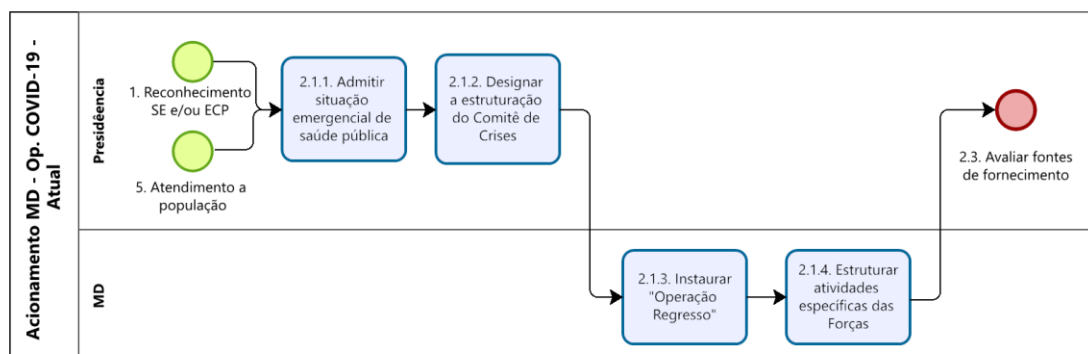 Acionamento MD - Op. COVID-19 -
Atual
Presidêencia
1. Reconhecimento
SE e/ou ECP
5. Atendimento a
população
2.1.1. Admitir
situação
emergencial de
saúde pública
2.1.2. Designar
a estruturação
do Comitê de
Crises
2.3. Avaliar fontes
de fornecimento
MD
2.1.3. Instaurar
"Operação
Regresso"
2.1.4. Estruturar
atividades
específicas das
Forças